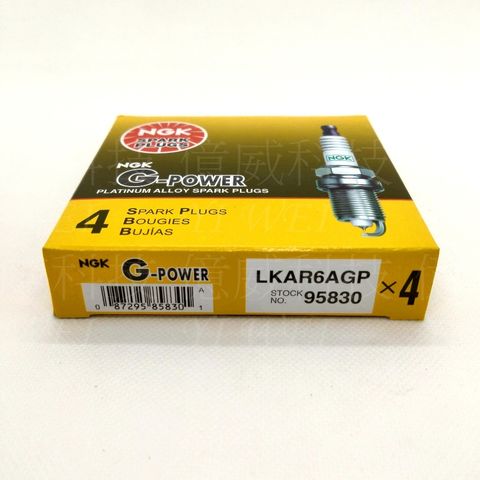 NGK
SPARK
PLUGS
NGK
G-POWER
PLATINUM ALLOY SPARK PLUGS
NGK
4 SPARK PLUGS
BOUGIES
BUJÍAS
NGK G-POWER
A
0 87295 85830 1
LKAR6AGP
STOCK NO. 95830
×4